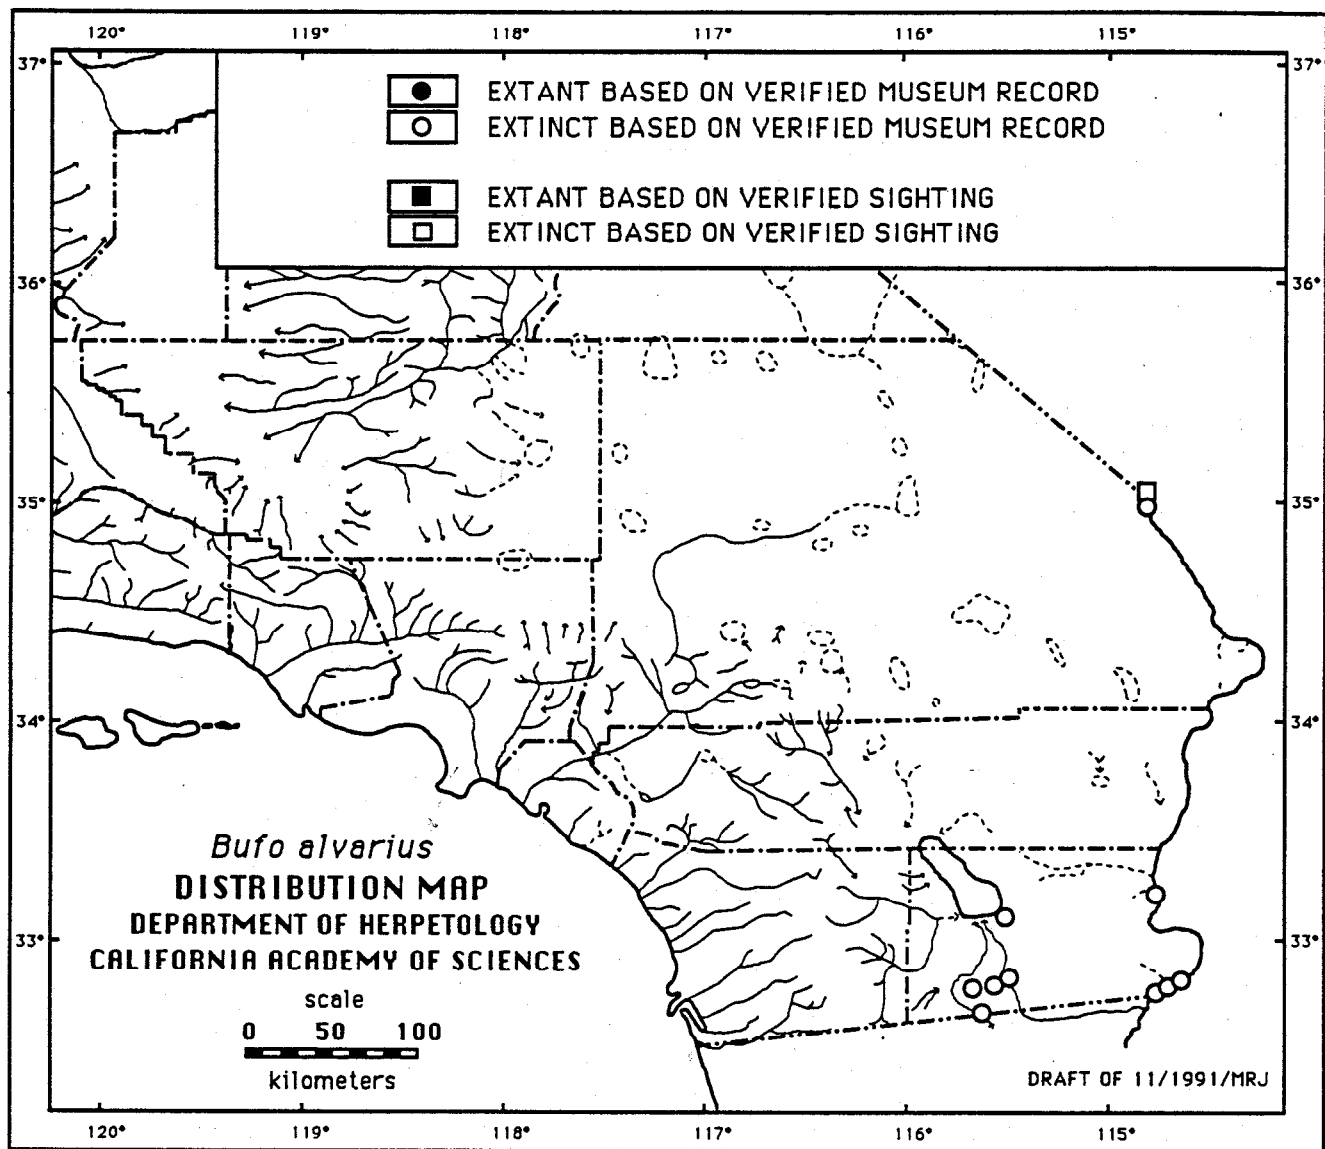 120° 119° 118° 117° 116° 115°
37° 37°
EXTANT BASED ON VERIFIED MUSEUM RECORD
EXTINCT BASED ON VERIFIED MUSEUM RECORD
EXTANT BASED ON VERIFIED SIGHTING
EXTINCT BASED ON VERIFIED SIGHTING
36° 36°
35° 35°
34° 34°
Bufo alvarius
DISTRIBUTION MAP
DEPARTMENT OF HERPETOLOGY
33° 33°
CALIFORNIA ACADEMY OF SCIENCES
scale
0 50 100
kilometers
DRAFT OF 11/1991/MRJ
120° 119° 118° 117° 116° 115°